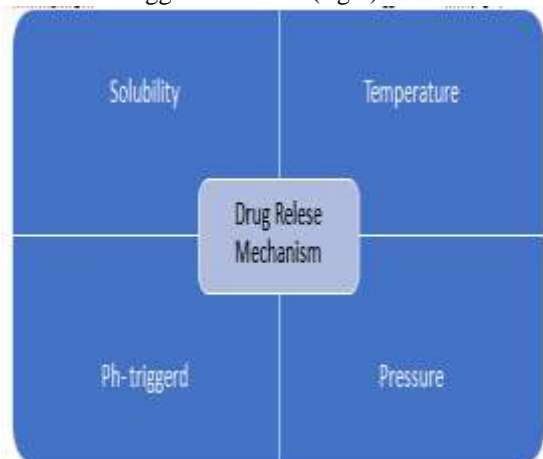 Solubility
Temperature
Drug Relese
Mechanism
Ph-triggerd
Pressure